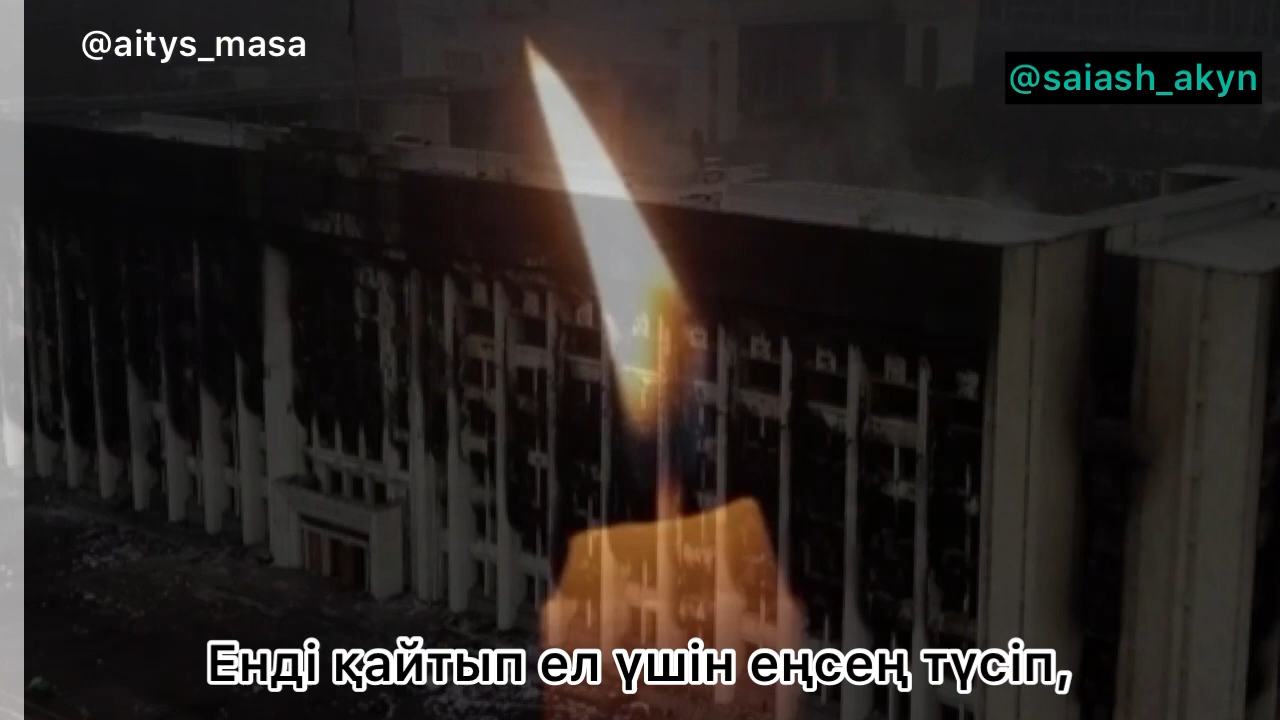 @aitys_masa
@saiash_akyn
Енді қайтып ел үшін еңсең түсіп,